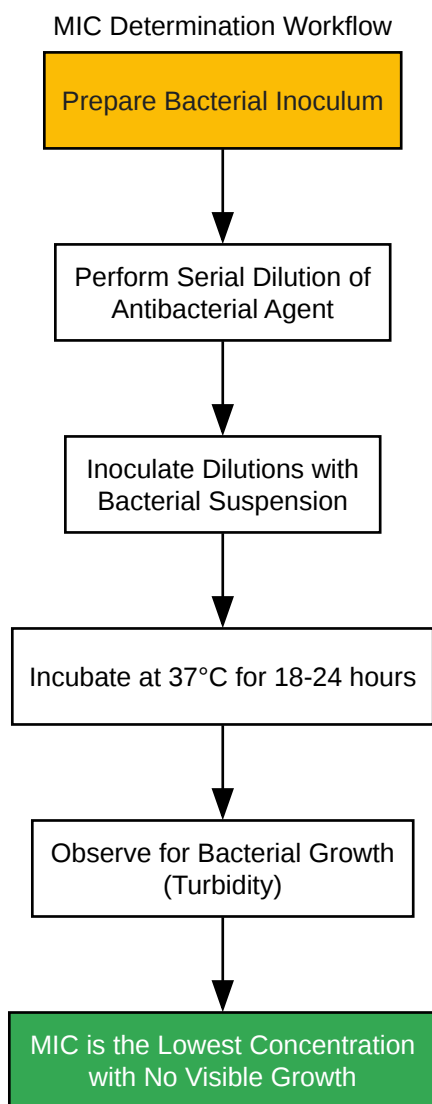 MIC Determination Workflow
Prepare Bacterial Inoculum
Perform Serial Dilution of
Antibacterial Agent
Inoculate Dilutions with
Bacterial Suspension
Incubate at 37°C for 18-24 hours
Observe for Bacterial Growth
(Turbidity)
MIC is the Lowest Concentration
with No Visible Growth